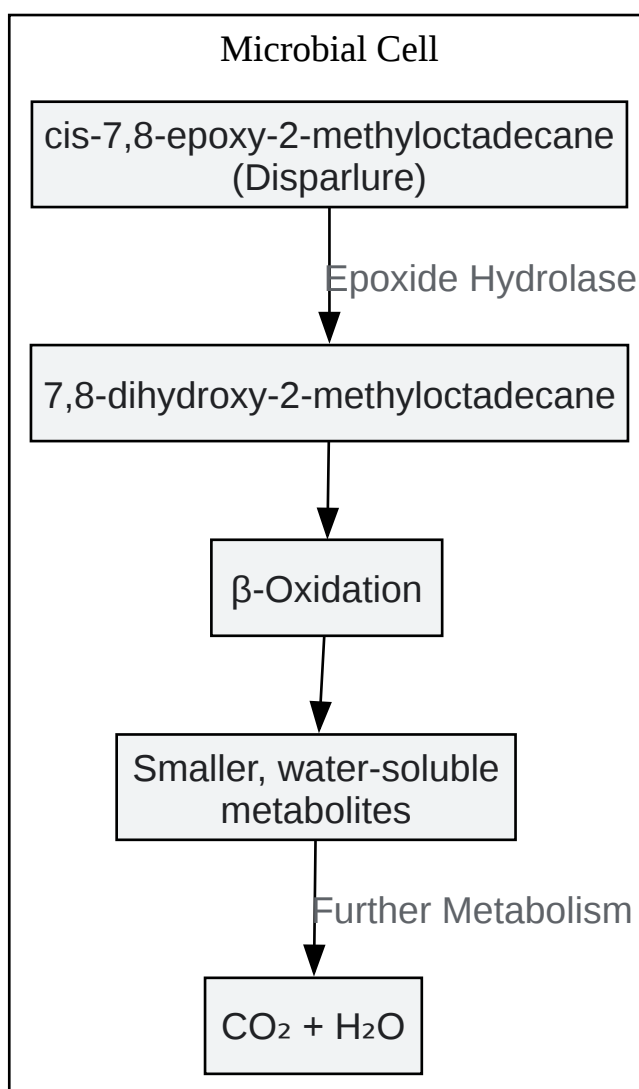 Microbial Cell
cis-7,8-epoxy-2-methyloctadecane
(Disparlure)
Epoxide Hydrolase
7,8-dihydroxy-2-methyloctadecane
β-Oxidation
Smaller, water-soluble
metabolites
Further Metabolism
CO₂ + H₂O